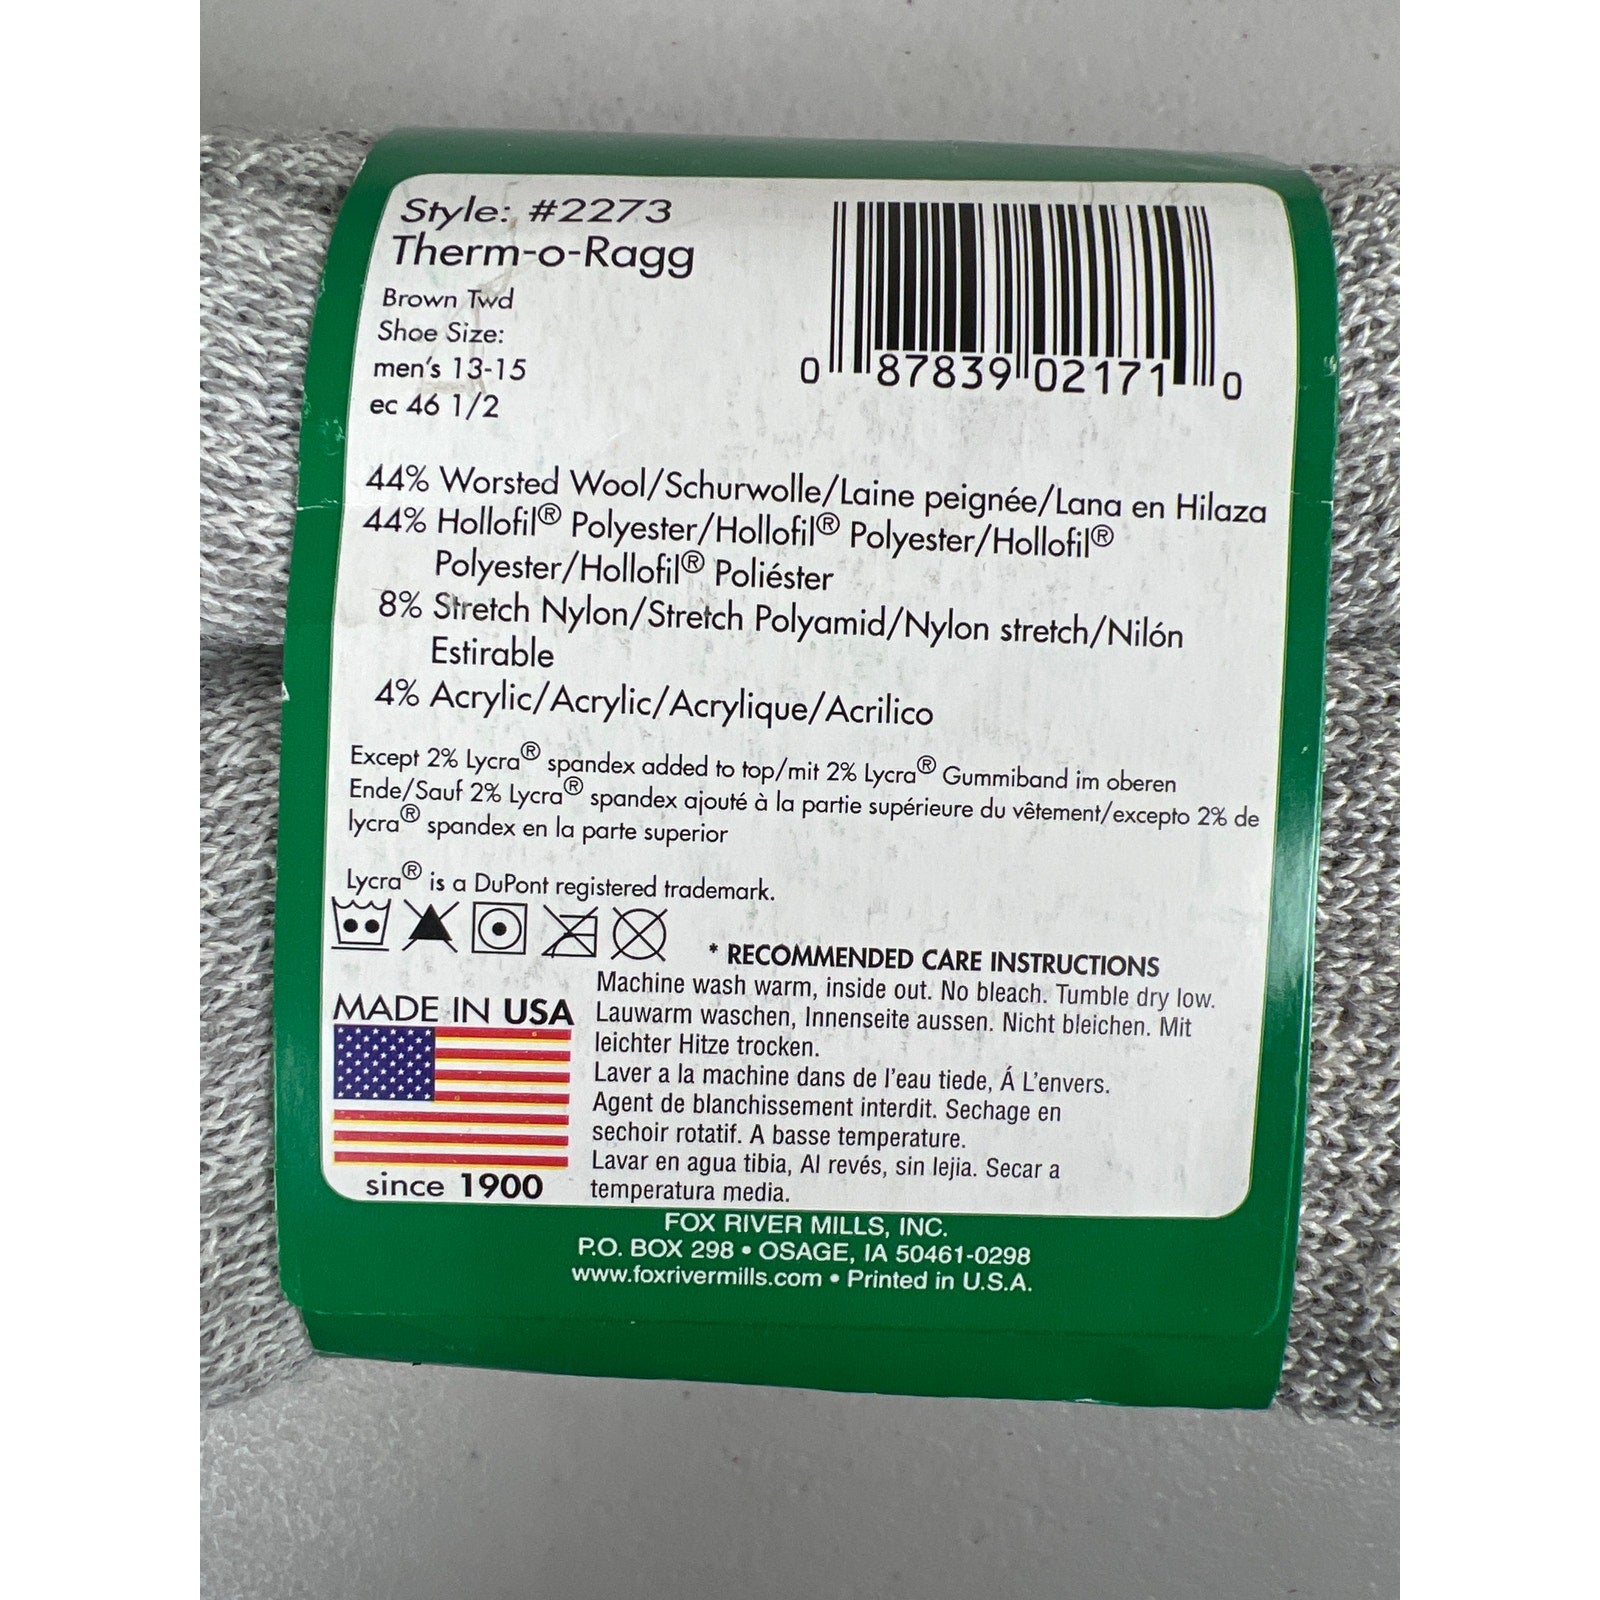 Style: #2273
Therm-o-Ragg
Brown Twd
Shoe Size:
men's 13-15
ec 46 1/2
0 87839 02171 0
44% Worsted Wool/Schurwolle/Laine peignée/Lana en Hilaza
44% Hollofil® Polyester/Hollofil® Polyester/Hollofil®
Polyester/Hollofil® Poliéster
8% Stretch Nylon/Stretch Polyamid/Nylon stretch/Nilón
Estirable
4% Acrylic/Acrylic/Acrylique/Acrilico
Except 2% Lycra® spandex added to top/mit 2% Lycra® Gummiband im oberen
Ende/Sauf 2% Lycra® spandex ajouté à la partie supérieure du vêtement/excepto 2% de
lycra® spandex en la parte superior
Lycra® is a DuPont registered trademark.
* RECOMMENDED CARE INSTRUCTIONS
Machine wash warm, inside out. No bleach. Tumble dry low.
Lauwarm waschen, Innenseite aussen. Nicht bleichen. Mit
leichter Hitze trocken.
Laver a la machine dans de l'eau tiede, Á L'envers.
Agent de blanchissement interdit. Sechage en
sechoir rotatif. A basse temperature.
Lavar en agua tibia, Al revés, sin lejia. Secar a
temperatura media.
MADE IN USA
since 1900
FOX RIVER MILLS, INC.
P.O. BOX 298 • OSAGE, IA 50461-0298
www.foxrivermills.com • Printed in U.S.A.